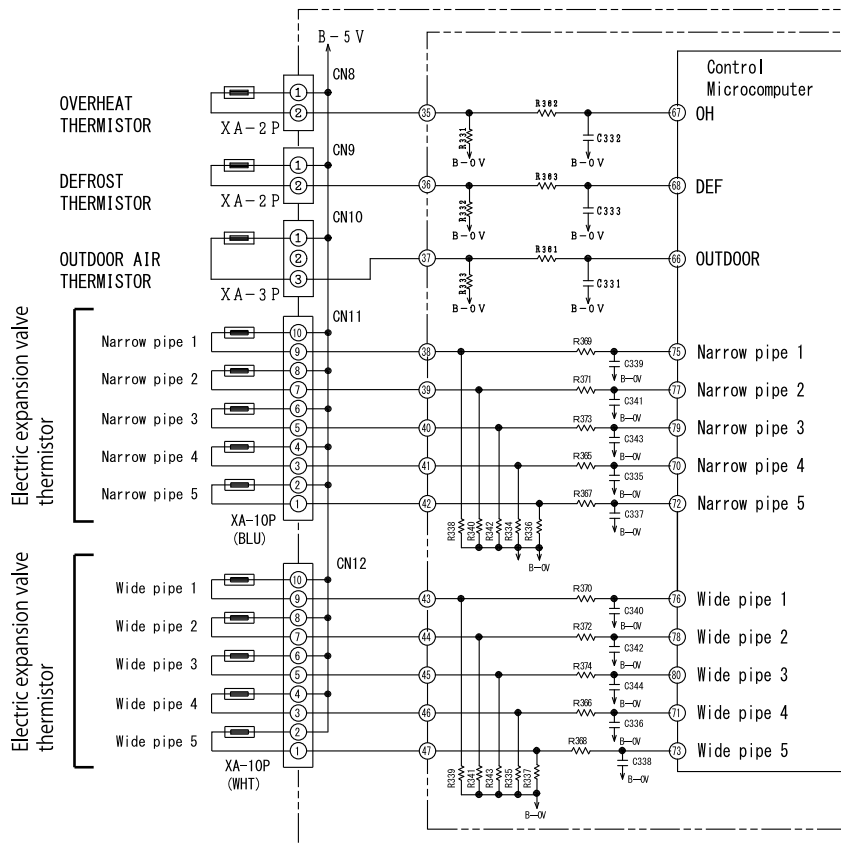 B-5V
Control
Microcomputer
CN8
OVERHEAT
THERMISTOR
1
2
XA-2P
35
R331
B-0V
R362
C332
B-0V
67
OH
CN9
DEFROST
THERMISTOR
1
2
XA-2P
36
R332
B-0V
R363
C333
B-0V
68
DEF
CN10
OUTDOOR AIR
THERMISTOR
1
2
3
XA-3P
37
R333
B-0V
R361
C331
B-0V
66
OUTDOOR
CN11
Electric expansion valve
thermistor
Narrow pipe 1
10
9
38
R369
C339
B-0V
75
Narrow pipe 1
Narrow pipe 2
8
7
39
R371
C341
B-0V
77
Narrow pipe 2
Narrow pipe 3
6
5
40
R373
C343
B-0V
79
Narrow pipe 3
Narrow pipe 4
4
3
41
R365
C335
B-0V
70
Narrow pipe 4
Narrow pipe 5
2
1
42
R367
C337
B-0V
72
Narrow pipe 5
XA-10P
(BLU)
R338
R340
R342
R334
R336
B-0V
CN12
Electric expansion valve
thermistor
Wide pipe 1
10
9
43
R370
C340
B-0V
76
Wide pipe 1
Wide pipe 2
8
7
44
R372
C342
B-0V
78
Wide pipe 2
Wide pipe 3
6
5
45
R374
C344
B-0V
80
Wide pipe 3
Wide pipe 4
4
3
46
R366
C336
B-0V
71
Wide pipe 4
Wide pipe 5
2
1
47
R368
C338
B-0V
73
Wide pipe 5
XA-10P
(WHT)
R339
R341
R343
R335
R337
B-0V